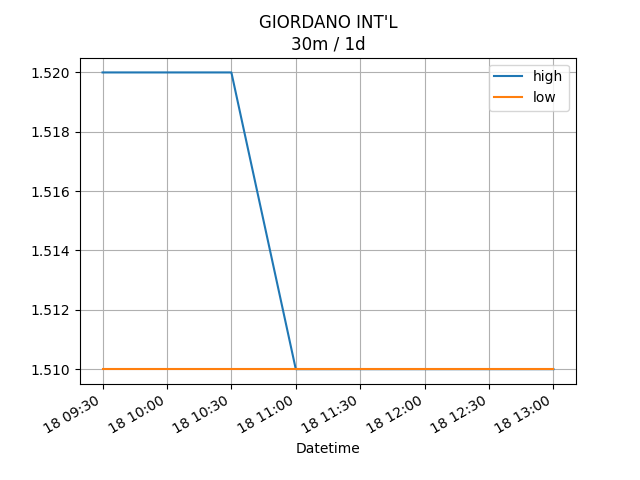 GIORDANO INT'L
30m / 1d
1.520
1.518
1.516
1.514
1.512
1.510
high
low
18 09:30
18 10:00
18 10:30
18 11:00
18 11:30
18 12:00
18 12:30
18 13:00
Datetime